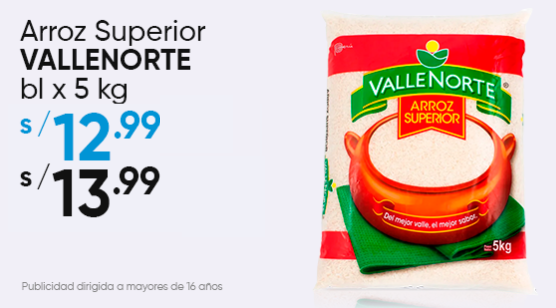 Arroz Superior
VALLENORTE
bl x 5 kg
s/12.99
s/13.99
Publicidad dirigida a mayores de 16 años
VALLENORTE®
ARROZ
SUPERIOR
Del mejor valle, el mejor sabor.
5kg